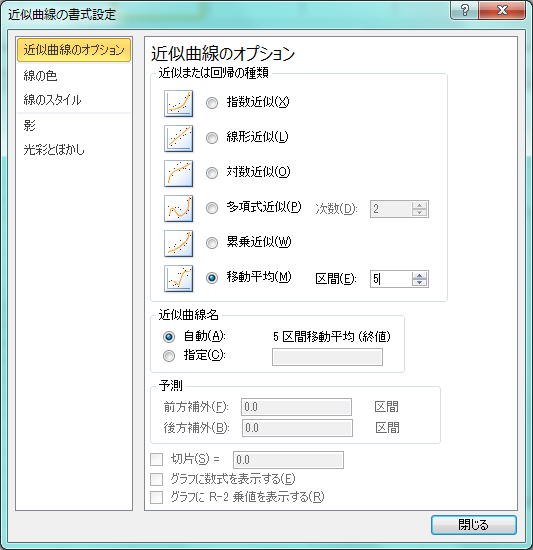 近似曲線の書式設定
近似曲線のオプション
線の色
線のスタイル
影
光彩とぼかし
近似曲線のオプション
近似または回帰の種類
指数近似(X)
線形近似(L)
対数近似(O)
多項式近似(P) 次数(D): 2
累乗近似(W)
移動平均(M) 区間(E): 5
近似曲線名
自動(A): 5 区間移動平均 (終値)
指定(C):
予測
前方補外(F): 0.0 区間
後方補外(B): 0.0 区間
切片(S) = 0.0
グラフに数式を表示する(E)
グラフに R-2 乗値を表示する(R)
閉じる